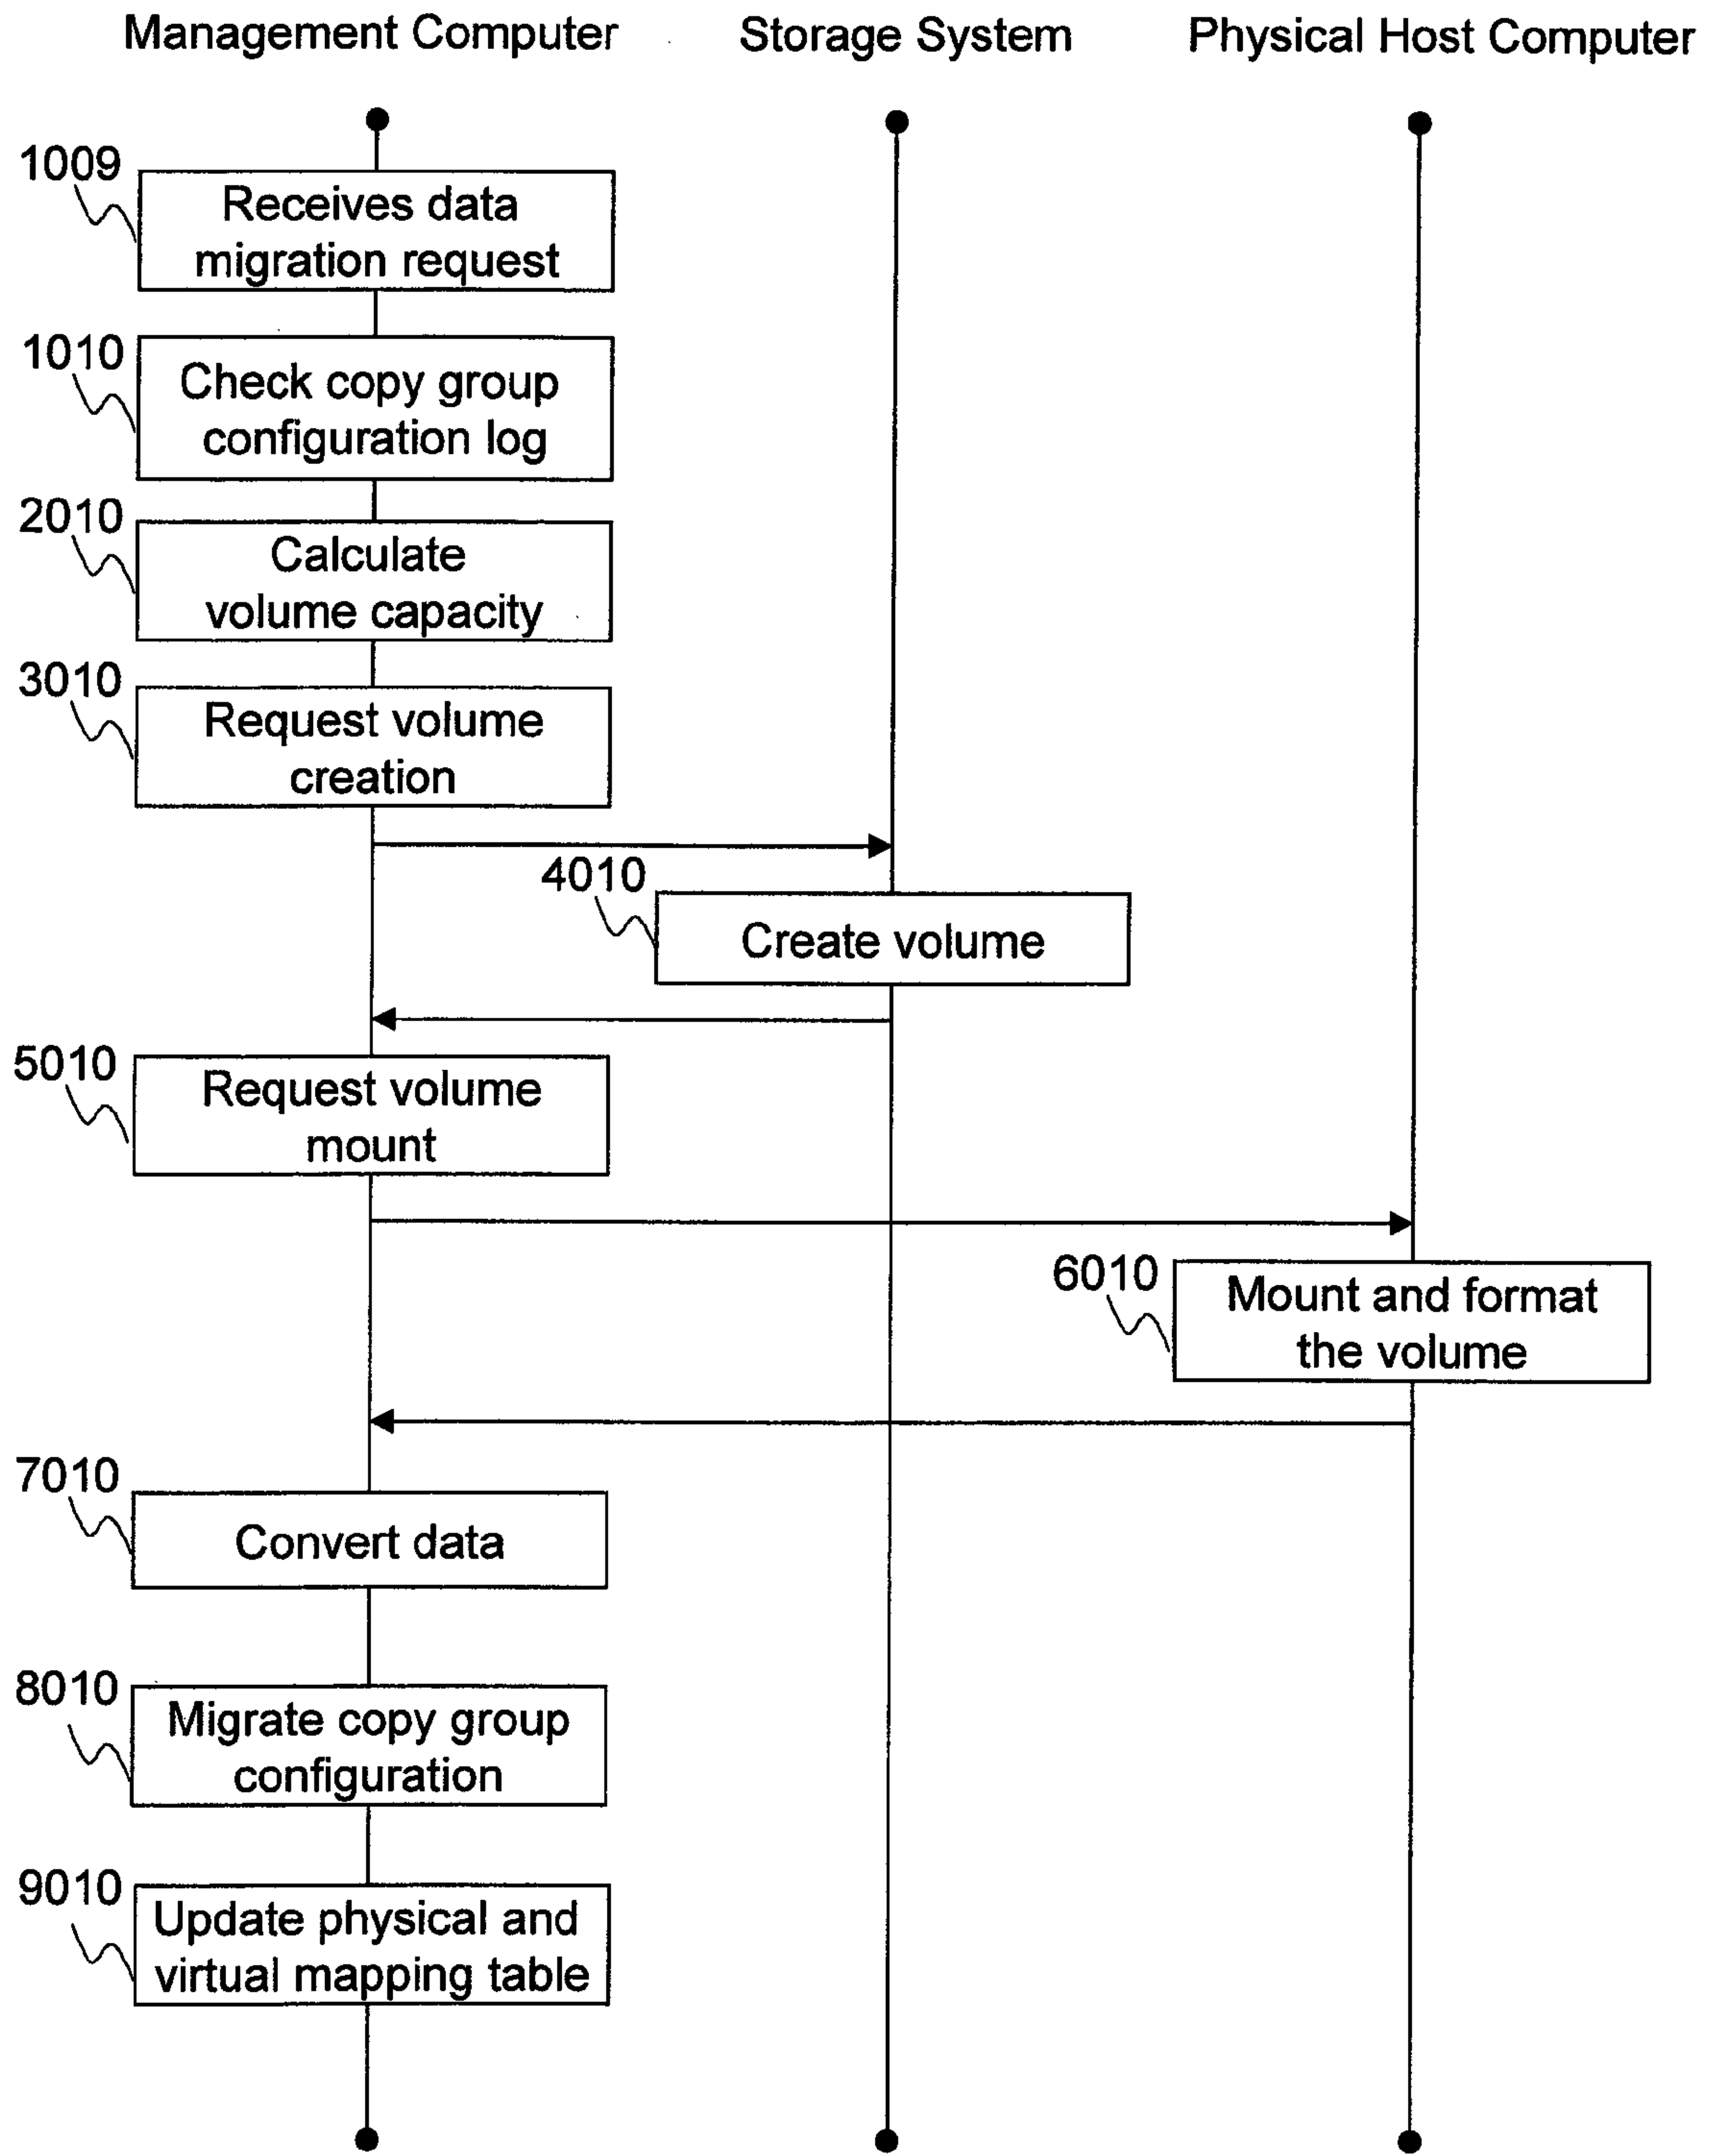 Management Computer
Storage System
Physical Host Computer
1009
Receives data
migration request
1010
Check copy group
configuration log
2010
Calculate
volume capacity
3010
Request volume
creation
4010
Create volume
5010
Request volume
mount
6010
Mount and format
the volume
7010
Convert data
8010
Migrate copy group
configuration
9010
Update physical and
virtual mapping table